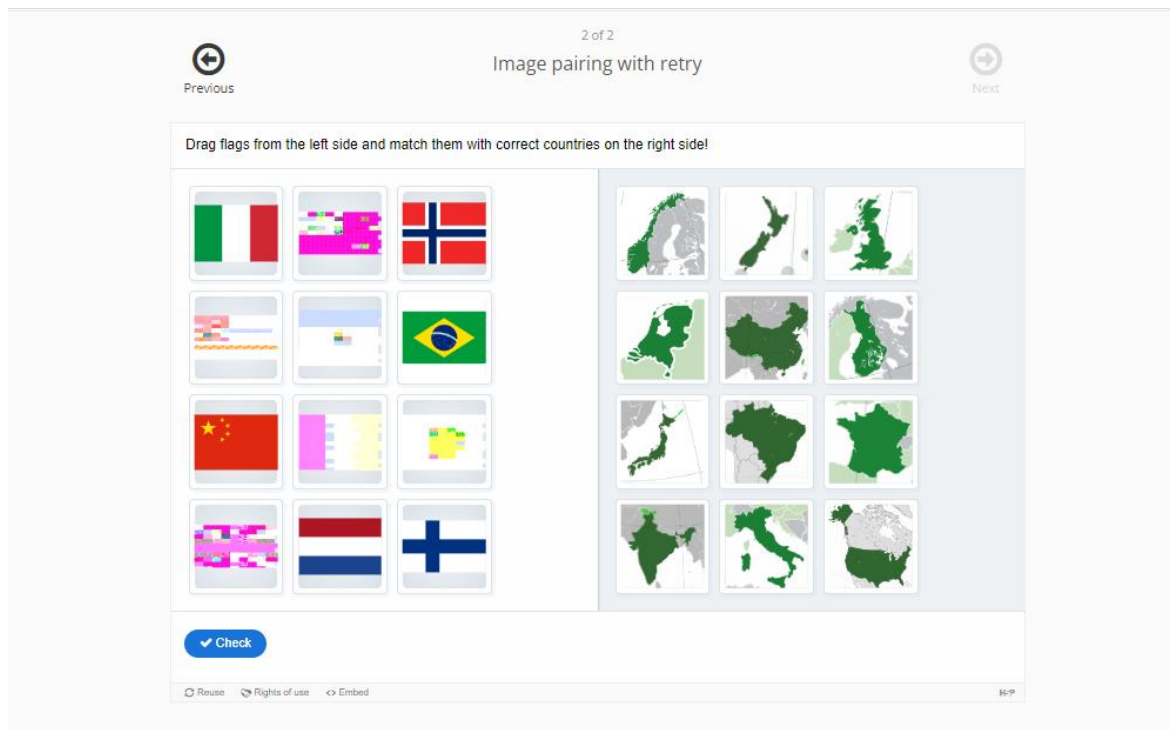 2 of 2
Image pairing with retry
Previous
Next
Drag flags from the left side and match them with correct countries on the right side!
Check
Reuse
Rights of use
<> Embed
H5P